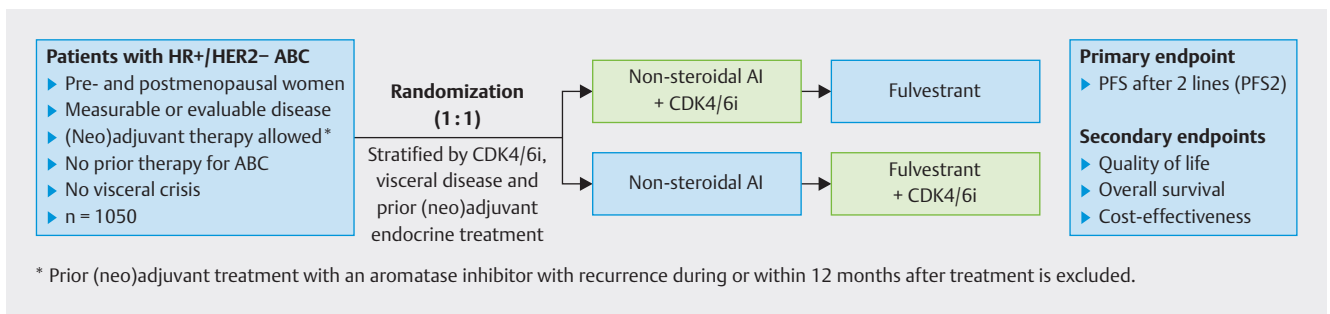 Patients with HR+/HER2− ABC
▶ Pre- and postmenopausal women
▶ Measurable or evaluable disease
▶ (Neo)adjuvant therapy allowed*
▶ No prior therapy for ABC
▶ No visceral crisis
▶ n = 1050
Randomization
(1 : 1)
Stratified by CDK4/6i,
visceral disease and
prior (neo)adjuvant
endocrine treatment
Non-steroidal AI
+ CDK4/6i
Fulvestrant
Non-steroidal AI
Fulvestrant
+ CDK4/6i
Primary endpoint
▶ PFS after 2 lines (PFS2)
Secondary endpoints
▶ Quality of life
▶ Overall survival
▶ Cost-effectiveness
* Prior (neo)adjuvant treatment with an aromatase inhibitor with recurrence during or within 12 months after treatment is excluded.